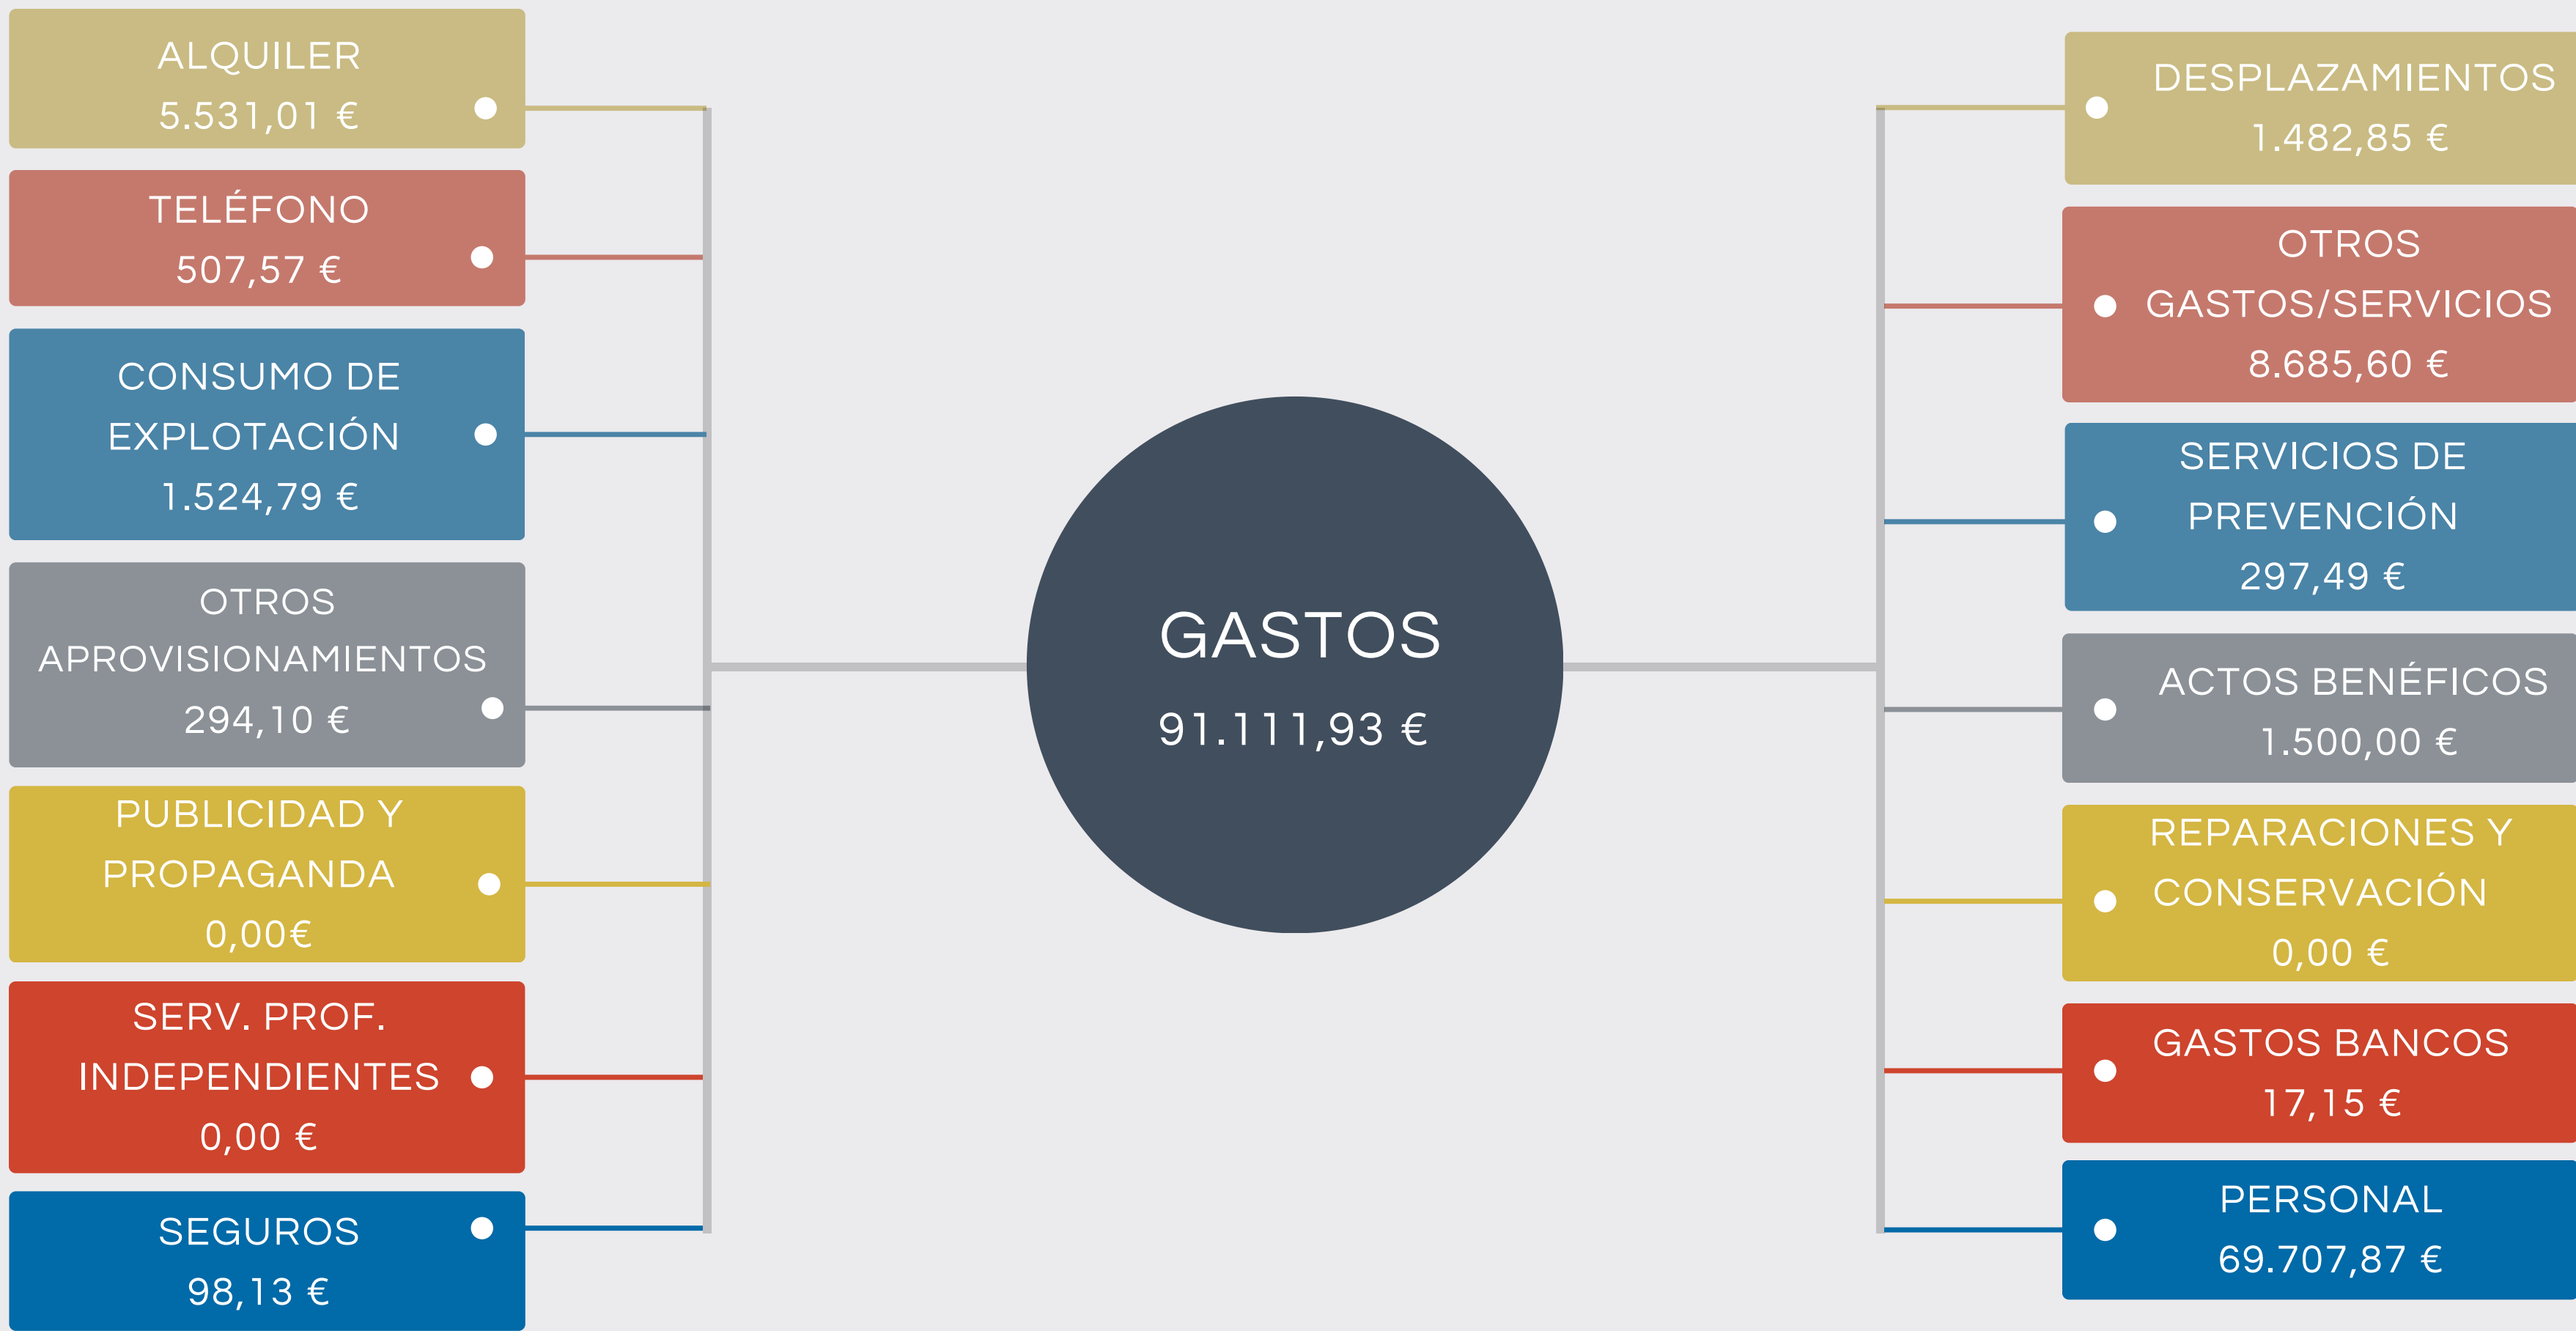 ALQUILER
5.531,01 €
TELÉFONO
507,57 €
CONSUMO DE
EXPLOTACIÓN
1.524,79 €
OTROS
APROVISIONAMIENTOS
294,10 €
PUBLICIDAD Y
PROPAGANDA
0,00€
SERV. PROF.
INDEPENDIENTES
0,00 €
SEGUROS
98,13 €
GASTOS
91.111,93 €
DESPLAZAMIENTOS
1.482,85 €
OTROS
GASTOS/SERVICIOS
8.685,60 €
SERVICIOS DE
PREVENCIÓN
297,49 €
ACTOS BENÉFICOS
1.500,00 €
REPARACIONES Y
CONSERVACIÓN
0,00 €
GASTOS BANCOS
17,15 €
PERSONAL
69.707,87 €